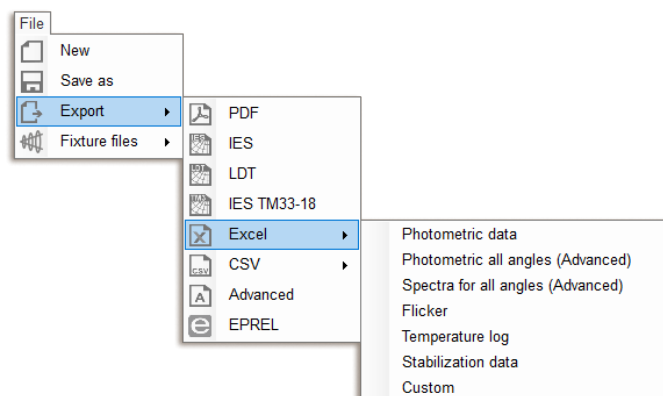 File
New
Save as
Export
Fixture files
PDF
IES
LDT
IES TM33-18
Excel
CSV
Advanced
EPREL
Photometric data
Photometric all angles (Advanced)
Spectra for all angles (Advanced)
Flicker
Temperature log
Stabilization data
Custom